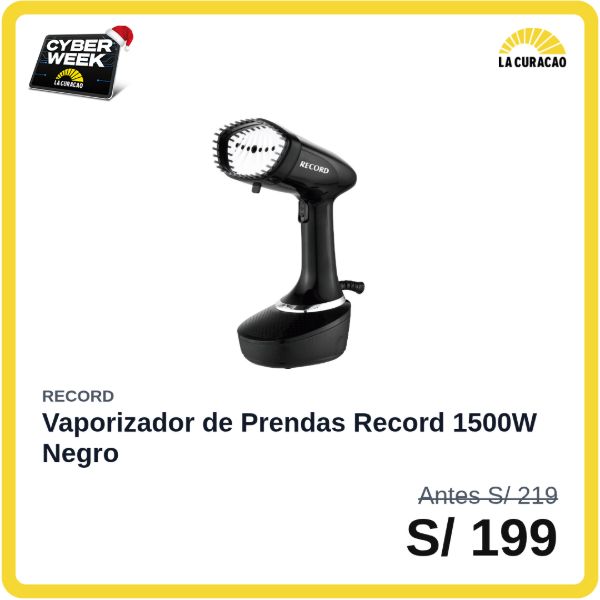 CYBER
WEEK
LA CURACAO
LA CURACAO
RECORD
RECORD
Vaporizador de Prendas Record 1500W
Negro
Antes S/ 219
S/ 199